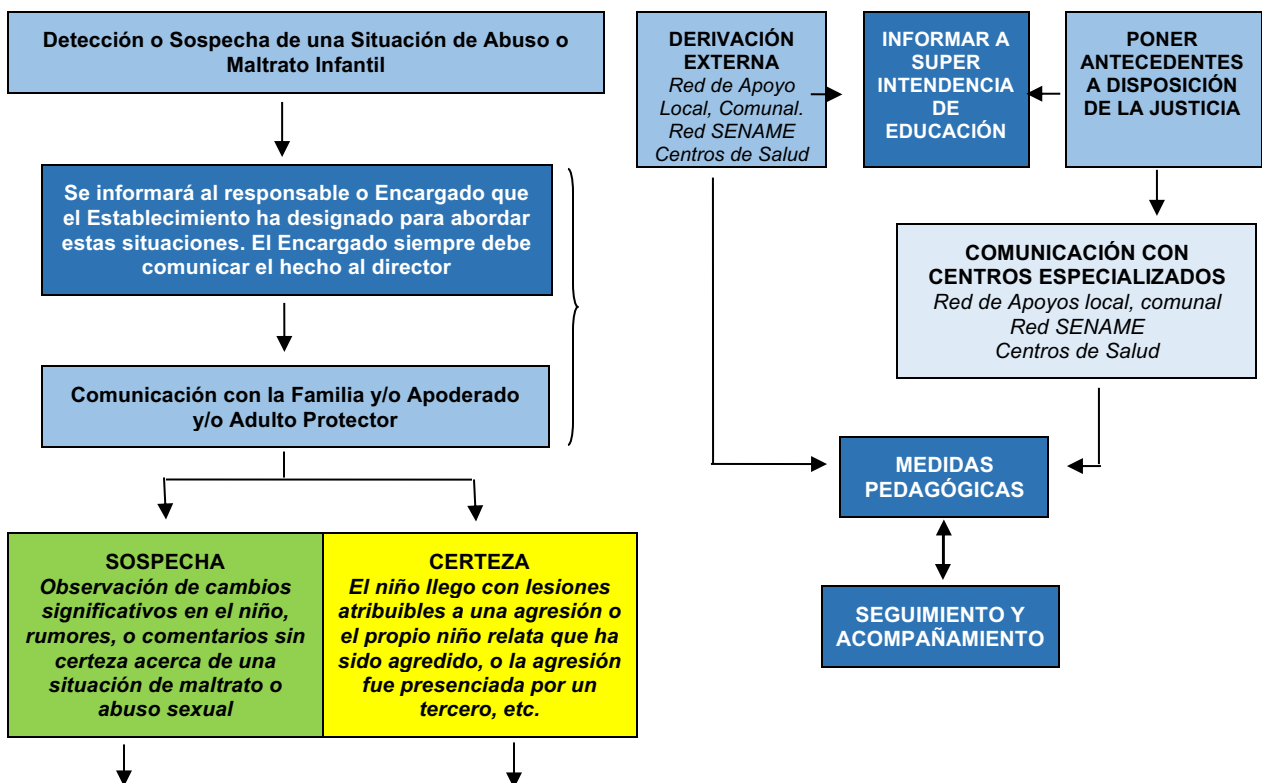 Detección o Sospecha de una Situación de Abuso o
Maltrato Infantil
Se informará al responsable o Encargado que
el Establecimiento ha designado para abordar
estas situaciones. El Encargado siempre debe
comunicar el hecho al director
Comunicación con la Familia y/o Apoderado
y/o Adulto Protector
SOSPECHA
Observación de cambios
significativos en el niño,
rumores, o comentarios sin
certeza acerca de una
situación de maltrato o
abuso sexual
CERTEZA
El niño llego con lesiones
atribuibles a una agresión o
el propio niño relata que ha
sido agredido, o la agresión
fue presenciada por un
tercero, etc.
DERIVACIÓN
EXTERNA
Red de Apoyo
Local, Comunal.
Red SENAME
Centros de Salud
INFORMAR A
SUPER
INTENDENCIA
DE
EDUCACIÓN
PONER
ANTECEDENTES
A DISPOSICIÓN
DE LA JUSTICIA
COMUNICACIÓN CON
CENTROS ESPECIALIZADOS
Red de Apoyos local, comunal
Red SENAME
Centros de Salud
MEDIDAS
PEDAGÓGICAS
SEGUIMIENTO Y
ACOMPAÑAMIENTO